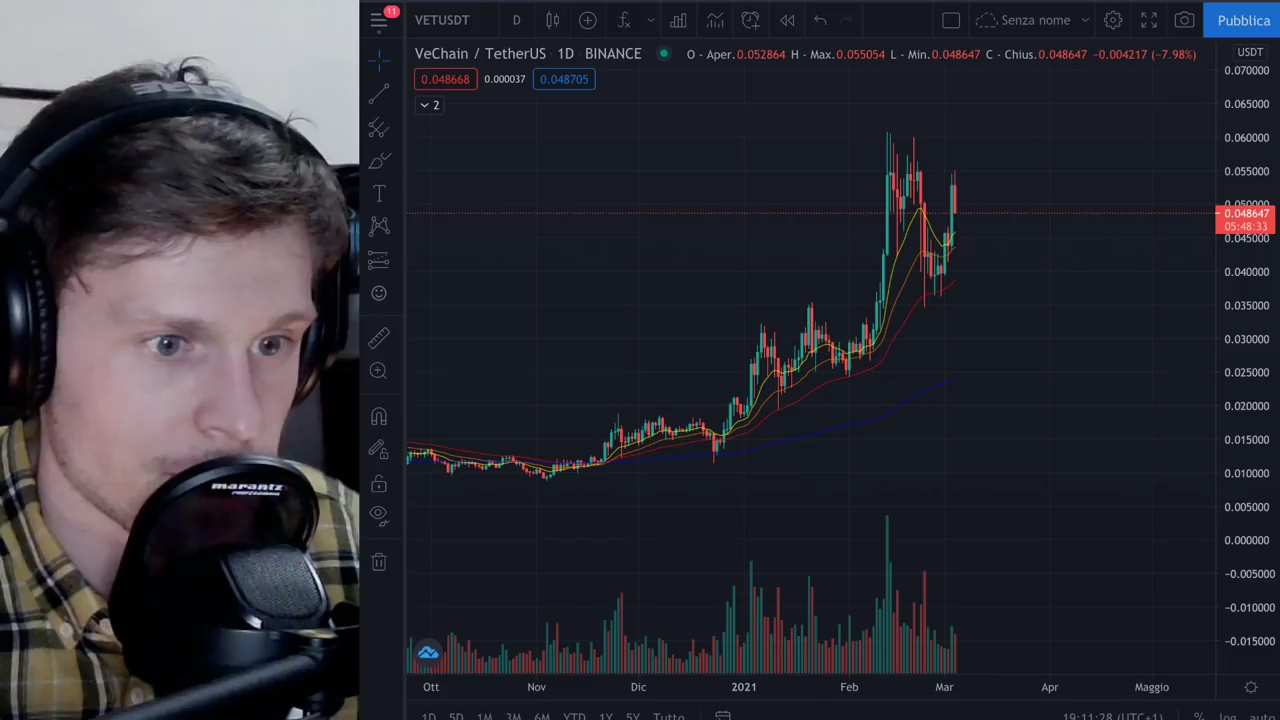 11
VETUSDT
D
Senza nome
Pubblica
VeChain / TetherUS · 1D · BINANCE
O - Aper.0.052864 H - Max.0.055054 L - Min.0.048647 C - Chius.0.048647 -0.004217 (-7.98%)
USDT
0.048668
0.000037
0.048705
2
0.070000
0.065000
0.060000
0.055000
0.050000
0.048647
05:48:33
0.045000
0.040000
0.035000
0.030000
0.025000
0.020000
0.015000
0.010000
0.005000
0.000000
-0.005000
-0.010000
-0.015000
marantz
PROFESSIONAL
Ott
Nov
Dic
2021
Feb
Mar
Apr
Maggio
1D 5D 1M 3M 6M YTD 1Y 5Y Tutto
19:11:28 (UTC+1)
%
log
auto